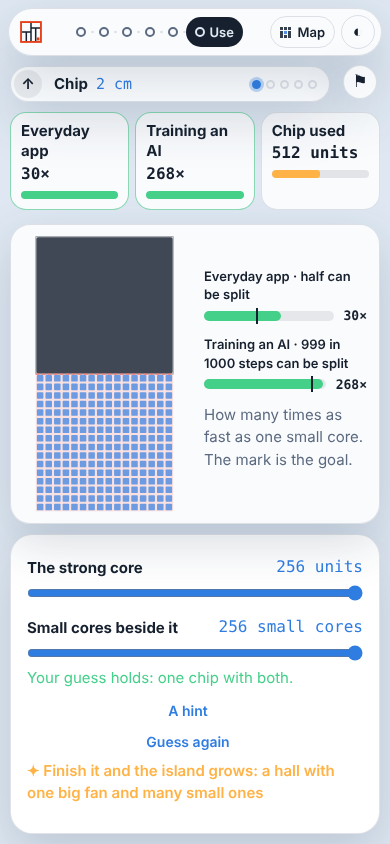 Use
Map
Chip 2 cm
Everyday
app
30×
Training an
AI
268×
Chip used
512 units
Everyday app · half can
be split
30×
Training an AI · 999 in
1000 steps can be split
268×
How many times as
fast as one small core.
The mark is the goal.
The strong core
256 units
Small cores beside it
256 small cores
Your guess holds: one chip with both.
A hint
Guess again
✦ Finish it and the island grows: a hall with
one big fan and many small ones